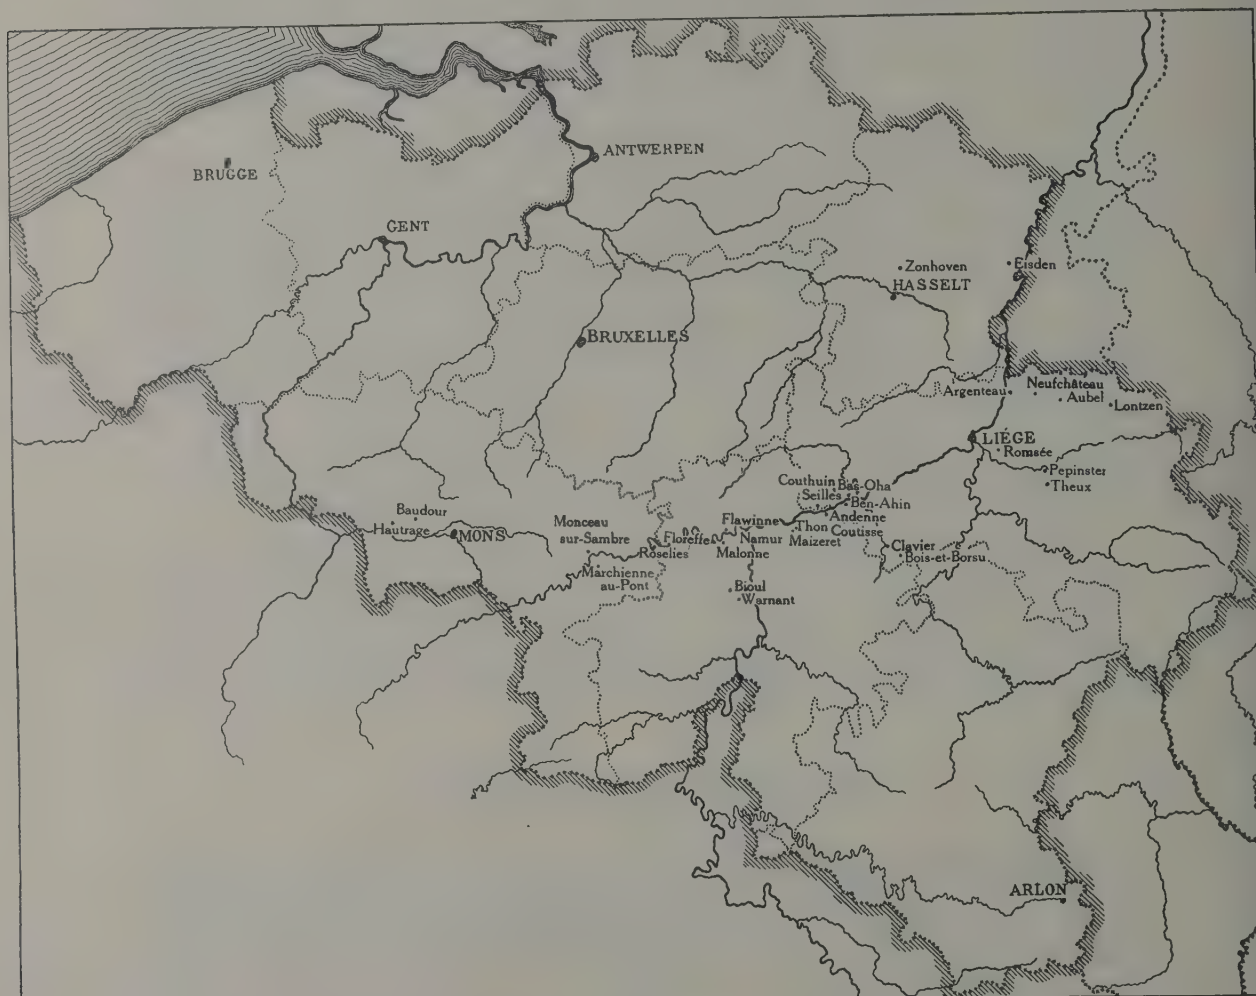 ANTWERPEN
BRUGGE
GENT
Zonhoven
Eisden
HASSELT
BRUXELLES
Argenteau
Neufchâteau
Aubel
Lontzen
LIÉGE
Romsée
Pepinster
Theux
Couthuin
Bas-Oha
Seilles
Ben-Ahin
Andenne
Coutisse
Thon
Maizeret
Baudour
Hautrage
MONS
Monceau
sur-Sambre
Flawinne
Floreffe
Namur
Roselies
Malonne
Clavier
Bois-et-Borsu
Marchienne
au-Pont
Bioul
Warnant
ARLON